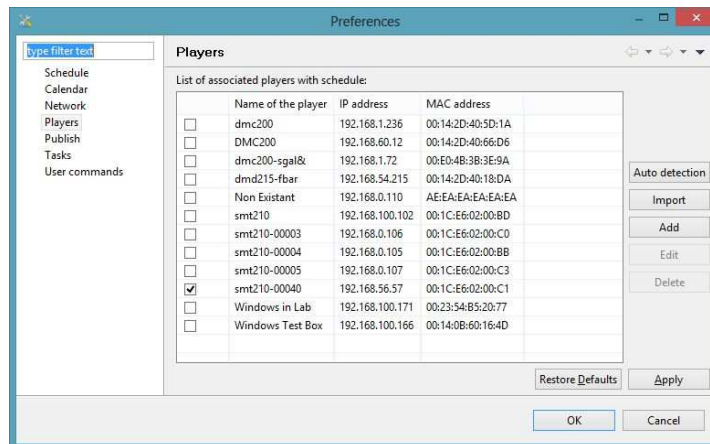 Preferences
type filter text
Schedule
Calendar
Network
Players
Publish
Tasks
User commands
Players
List of associated players with schedule:
Name of the player IP address MAC address
dmc200 192.168.1.236 00:14:2D:40:5D:1A
DMC200 192.168.60.12 00:14:2D:40:66:D6
dmc200-sgal& 192.168.1.72 00:E0:4B:3B:3E:9A
dmd215-fbar 192.168.54.215 00:14:2D:40:18:DA
Non Existant 192.168.0.110 AE:EA:EA:EA:EA:EA
smt210 192.168.100.102 00:1C:E6:02:00:BD
smt210-00003 192.168.0.106 00:1C:E6:02:00:C0
smt210-00004 192.168.0.105 00:1C:E6:02:00:BB
smt210-00005 192.168.0.107 00:1C:E6:02:00:C3
smt210-00040 192.168.56.57 00:1C:E6:02:00:C1
Windows in Lab 192.168.100.171 00:23:54:B5:20:77
Windows Test Box 192.168.100.166 00:14:0B:60:16:4D
Auto detection
Import
Add
Edit
Delete
Restore Defaults
Apply
OK
Cancel